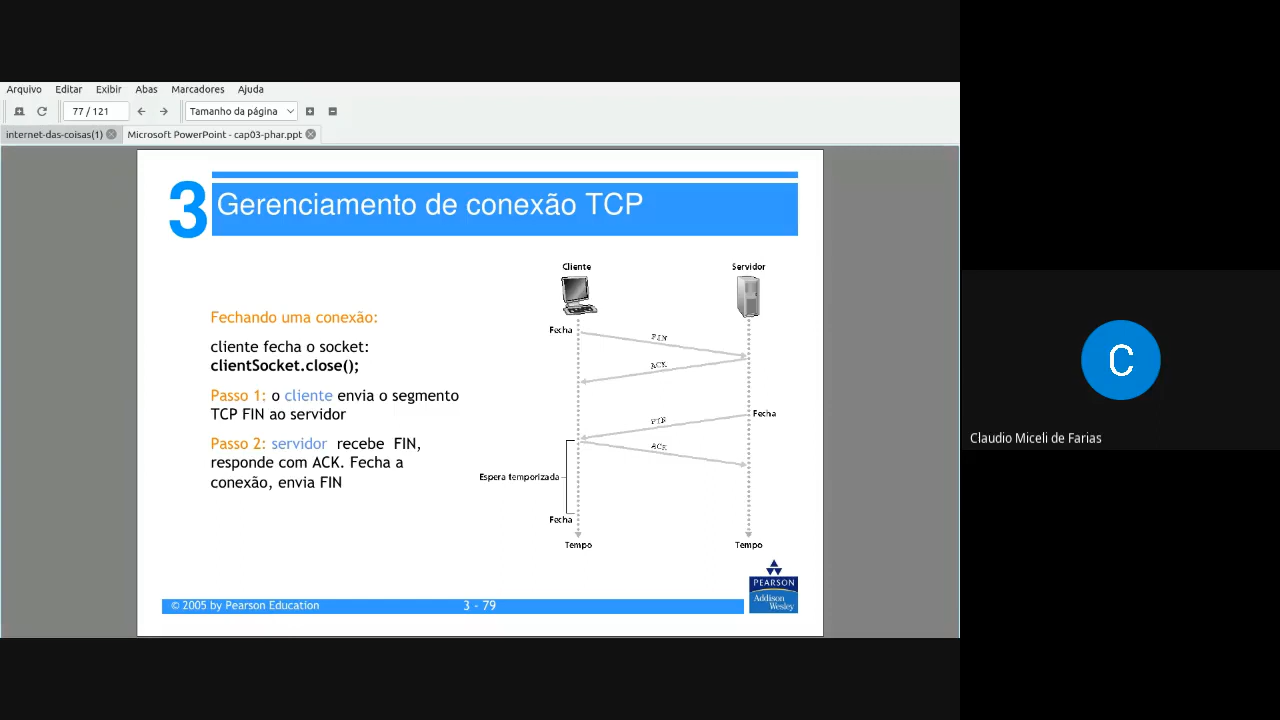 Arquivo Editar Exibir Abas Marcadores Ajuda
77 / 121 Tamanho da página
internet-das-coisas(1) Microsoft PowerPoint - cap03-phar.ppt
3 Gerenciamento de conexão TCP
Fechando uma conexão:
cliente fecha o socket:
clientSocket.close();
Passo 1: o cliente envia o segmento
TCP FIN ao servidor
Passo 2: servidor recebe FIN,
responde com ACK. Fecha a
conexão, envia FIN
Cliente Servidor
Fecha
FIN
ACK
Fecha
FIN
ACK
Espera temporizada
Fecha
Tempo Tempo
PEARSON
Addison
Wesley
© 2005 by Pearson Education 3 - 79
C
Claudio Miceli de Farias